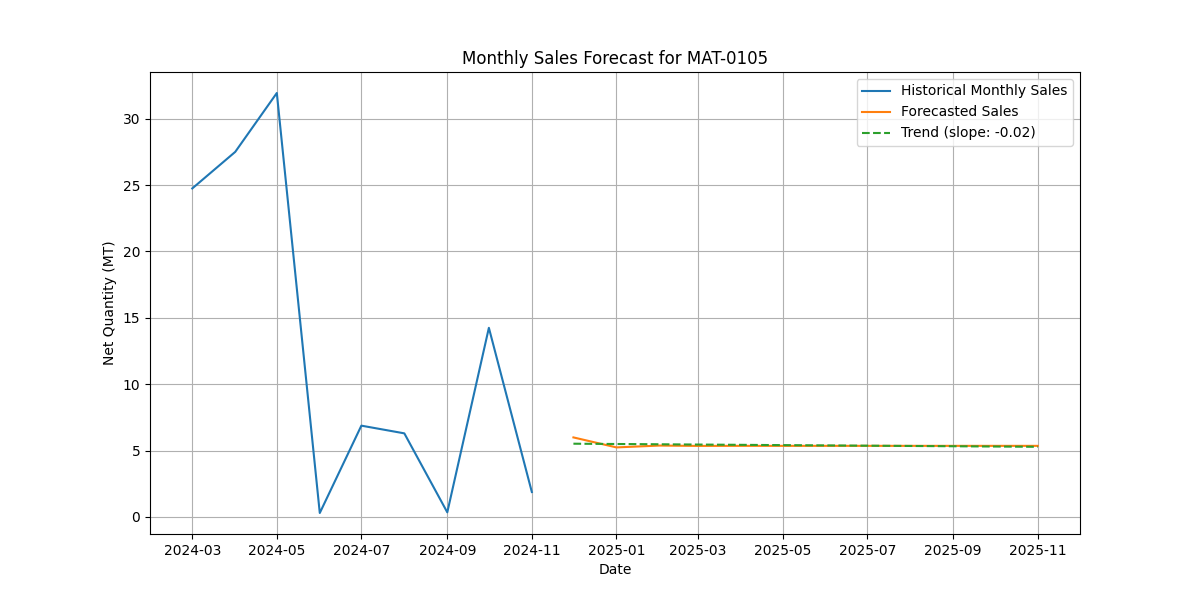 Monthly Sales Forecast for MAT-0105
Historical Monthly Sales
Forecasted Sales
Trend (slope: -0.02)
Net Quantity (MT)
30
25
20
15
10
5
0
2024-03 2024-05 2024-07 2024-09 2024-11 2025-01 2025-03 2025-05 2025-07 2025-09 2025-11
Date